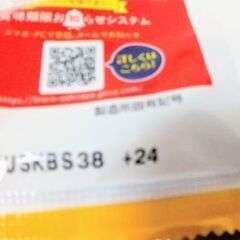 賞味期限お知らせシステム
スマホ・PCで登録、メールでお知らせ
詳しくは
こちら!
製造所固有記号
USKBS38 +24